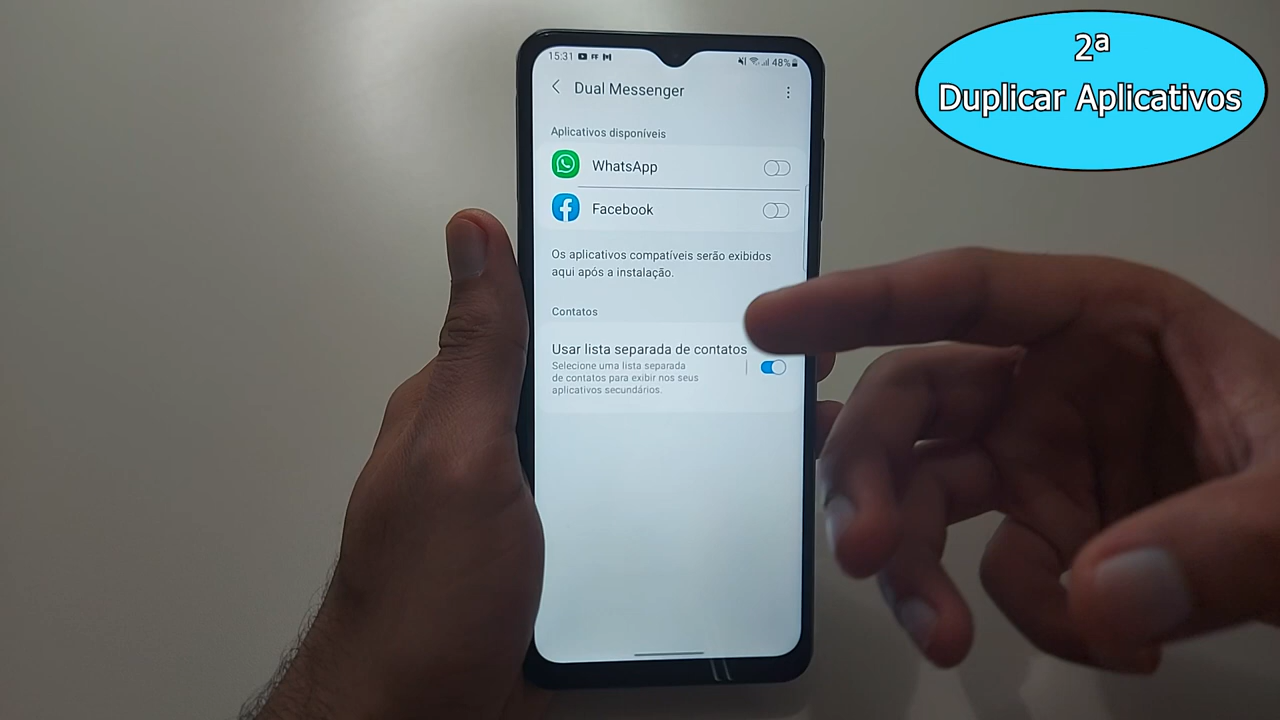 2ª
Duplicar Aplicativos
15:31
48%
Dual Messenger
Aplicativos disponíveis
WhatsApp
Facebook
Os aplicativos compatíveis serão exibidos
aqui após a instalação.
Contatos
Usar lista separada de contatos
Selecione uma lista separada
de contatos para exibir nos seus
aplicativos secundários.